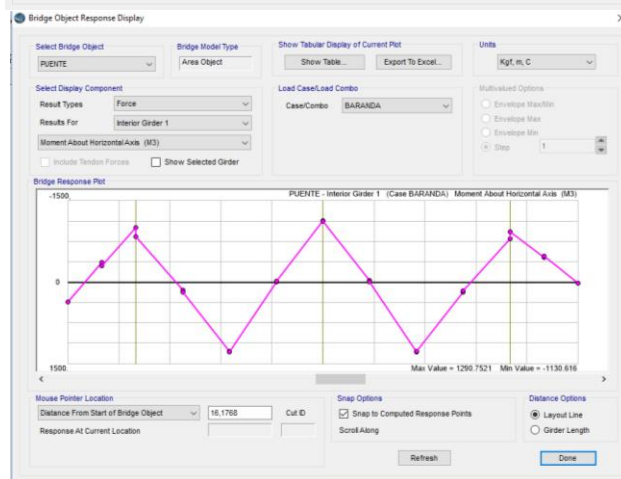 Bridge Object Response Display
Select Bridge Object
PUENTE
Bridge Model Type
Area Object
Show Tabular Display of Current Plot
Show Table...
Export To Excel...
Units
Kgf, m, C
Select Display Component
Result Types
Force
Results For
Interior Girder 1
Moment About Horizontal Axis (M3)
Include Tendon Forces
Show Selected Girder
Load Case/Load Combo
Case/Combo
BARANDA
Multivalued Options
Envelope Max/Min
Envelope Max
Envelope Min
Step
1
Bridge Response Plot
PUENTE - Interior Girder 1 (Case BARANDA) Moment About Horizontal Axis (M3)
-1500,
0
1500,
Max Value = 1290.7521 Min Value = -1130.616
Mouse Pointer Location
Distance From Start of Bridge Object
16,1768
Cut ID
Response At Current Location
Snap Options
Snap to Computed Response Points
Scroll Along
Distance Options
Layout Line
Girder Length
Refresh
Done